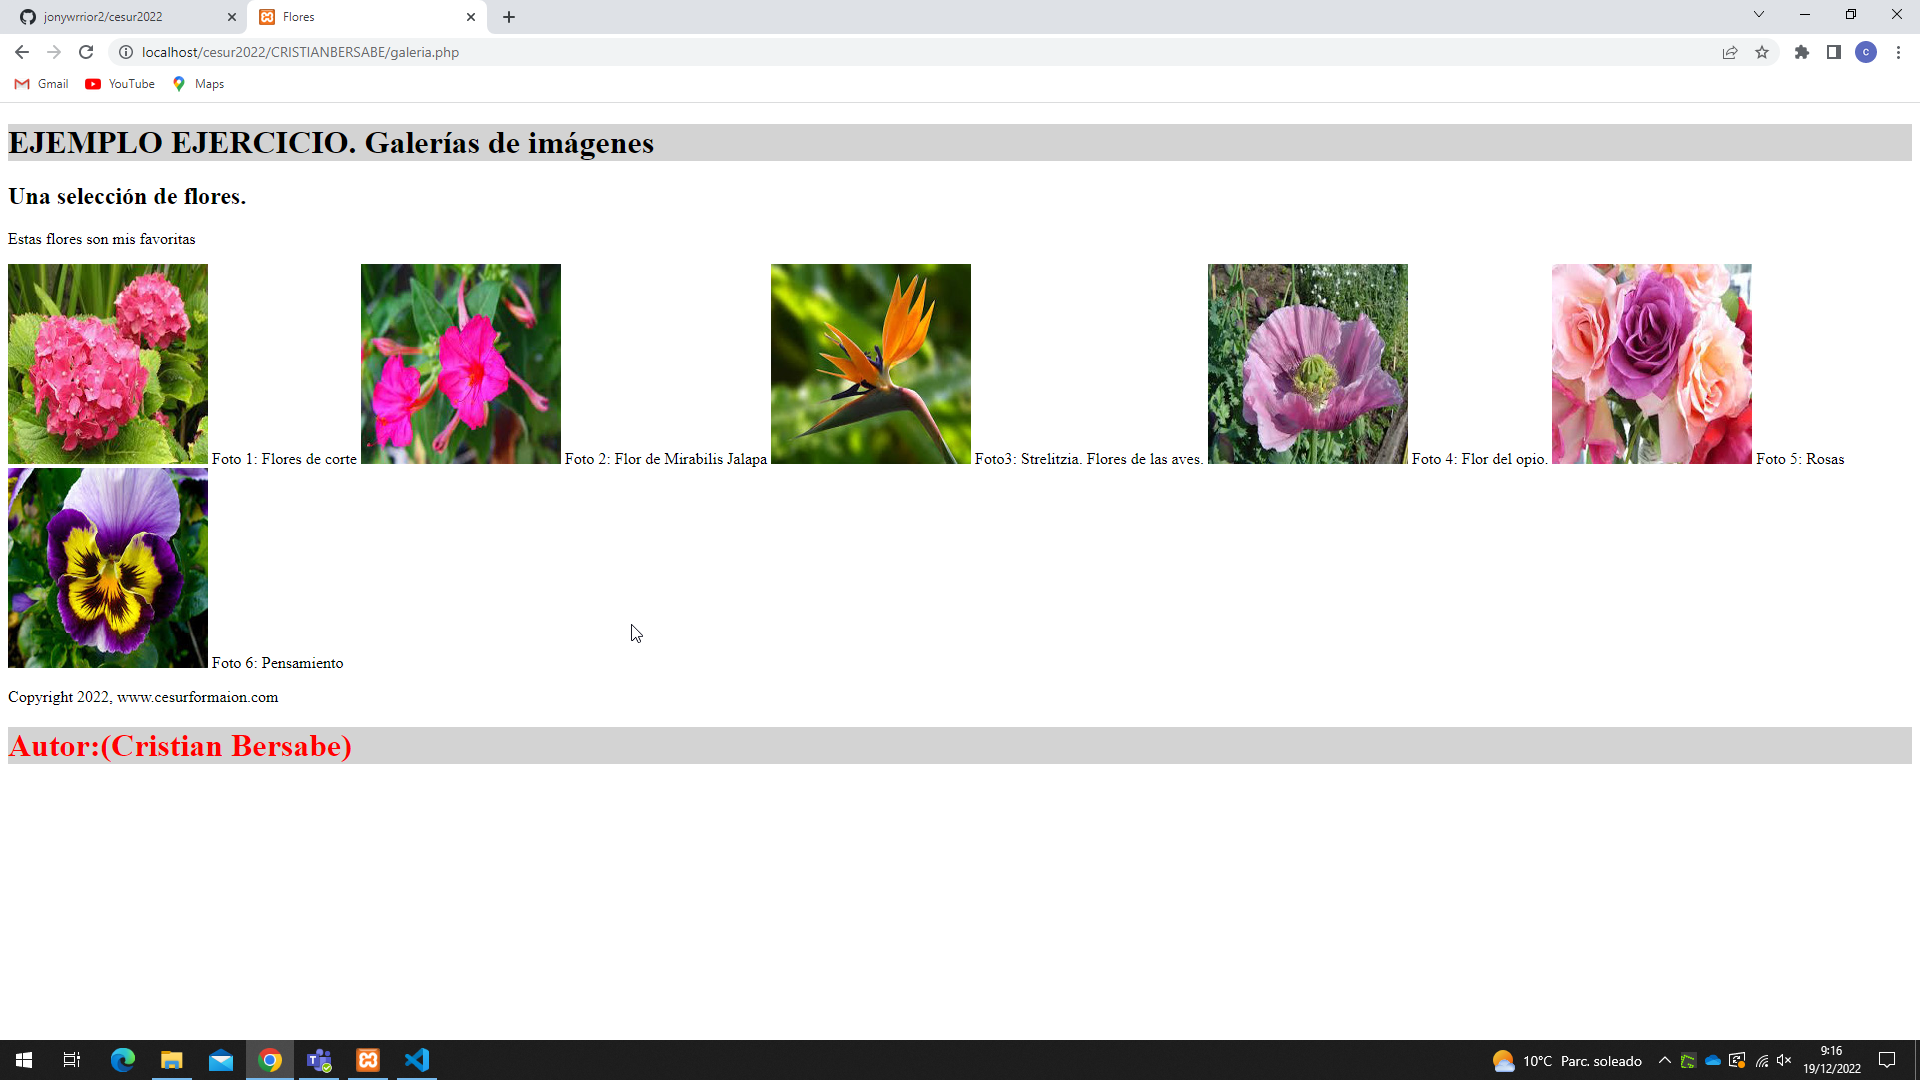 jonywrrior2/cesur2022
Flores
localhost/cesur2022/CRISTIANBERSABE/galeria.php
C
Gmail
YouTube
Maps
EJEMPLO EJERCICIO. Galerías de imágenes
Una selección de flores.
Estas flores son mis favoritas
Foto 1: Flores de corte
Foto 2: Flor de Mirabilis Jalapa
Foto3: Strelitzia. Flores de las aves.
Foto 4: Flor del opio.
Foto 5: Rosas
Foto 6: Pensamiento
Copyright 2022, www.cesurformaion.com
Autor:(Cristian Bersabe)
10°C Parc. soleado
9:16
19/12/2022